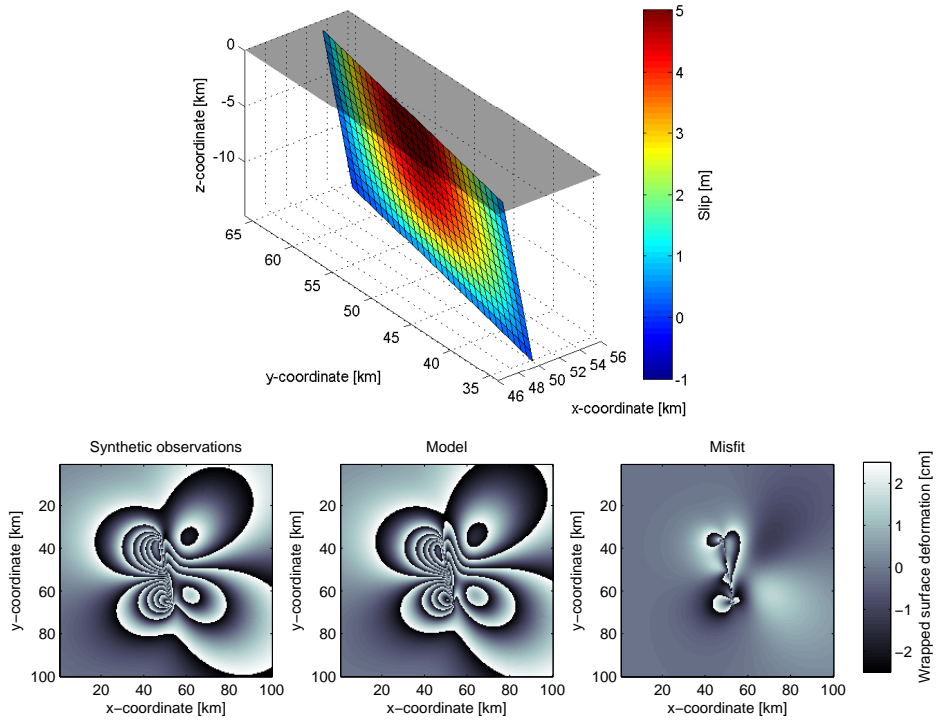 0
-5
-10
z-coordinate [km]
65
60
55
50
45
40
35
y-coordinate [km]
46 48 50 52 54 56
x-coordinate [km]
5
4
3
2
1
0
-1
Slip [m]
Synthetic observations
20
40
60
80
100
y−coordinate [km]
20 40 60 80 100
x−coordinate [km]
Model
20
40
60
80
100
y−coordinate [km]
20 40 60 80 100
x−coordinate [km]
Misfit
20
40
60
80
100
y−coordinate [km]
20 40 60 80 100
x−coordinate [km]
2
1
0
−1
−2
Wrapped surface deformation [cm]